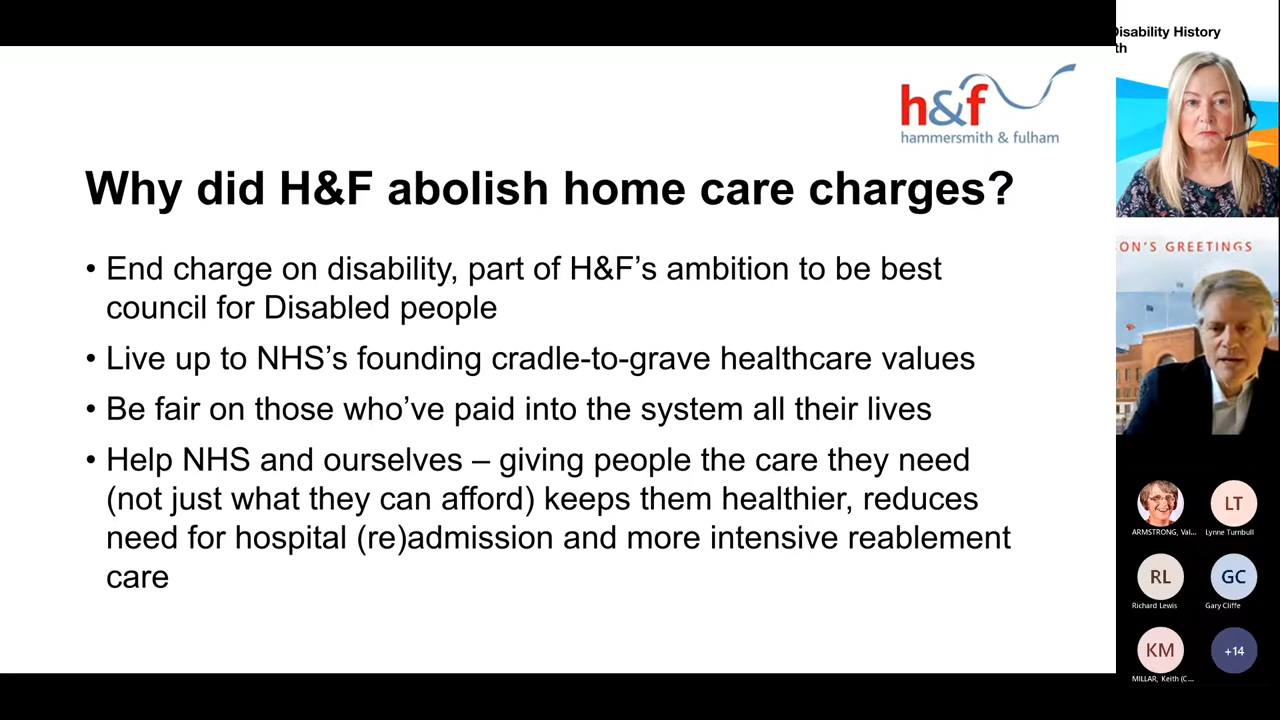 h&f
hammersmith & fulham
Why did H&F abolish home care charges?
• End charge on disability, part of H&F’s ambition to be best
council for Disabled people
• Live up to NHS’s founding cradle-to-grave healthcare values
• Be fair on those who’ve paid into the system all their lives
• Help NHS and ourselves – giving people the care they need
(not just what they can afford) keeps them healthier, reduces
need for hospital (re)admission and more intensive reablement
care
Disability History
th
ON'S GREETINGS
ARMSTRONG, Val...
LT
Lynne Turnbull
RL
Richard Lewis
GC
Gary Cliffe
KM
MILLAR, Keith (C...
+14